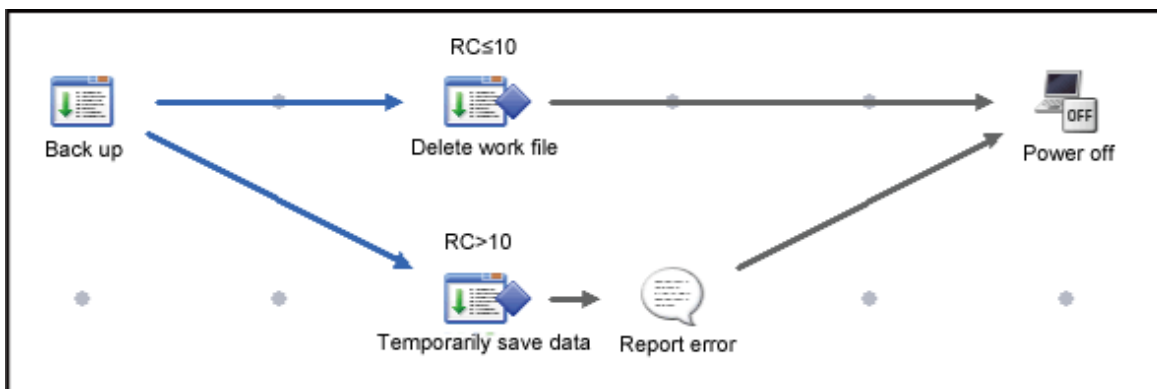 RC≤10
Back up
Delete work file
OFF
Power off
RC>10
Temporarily save data
Report error